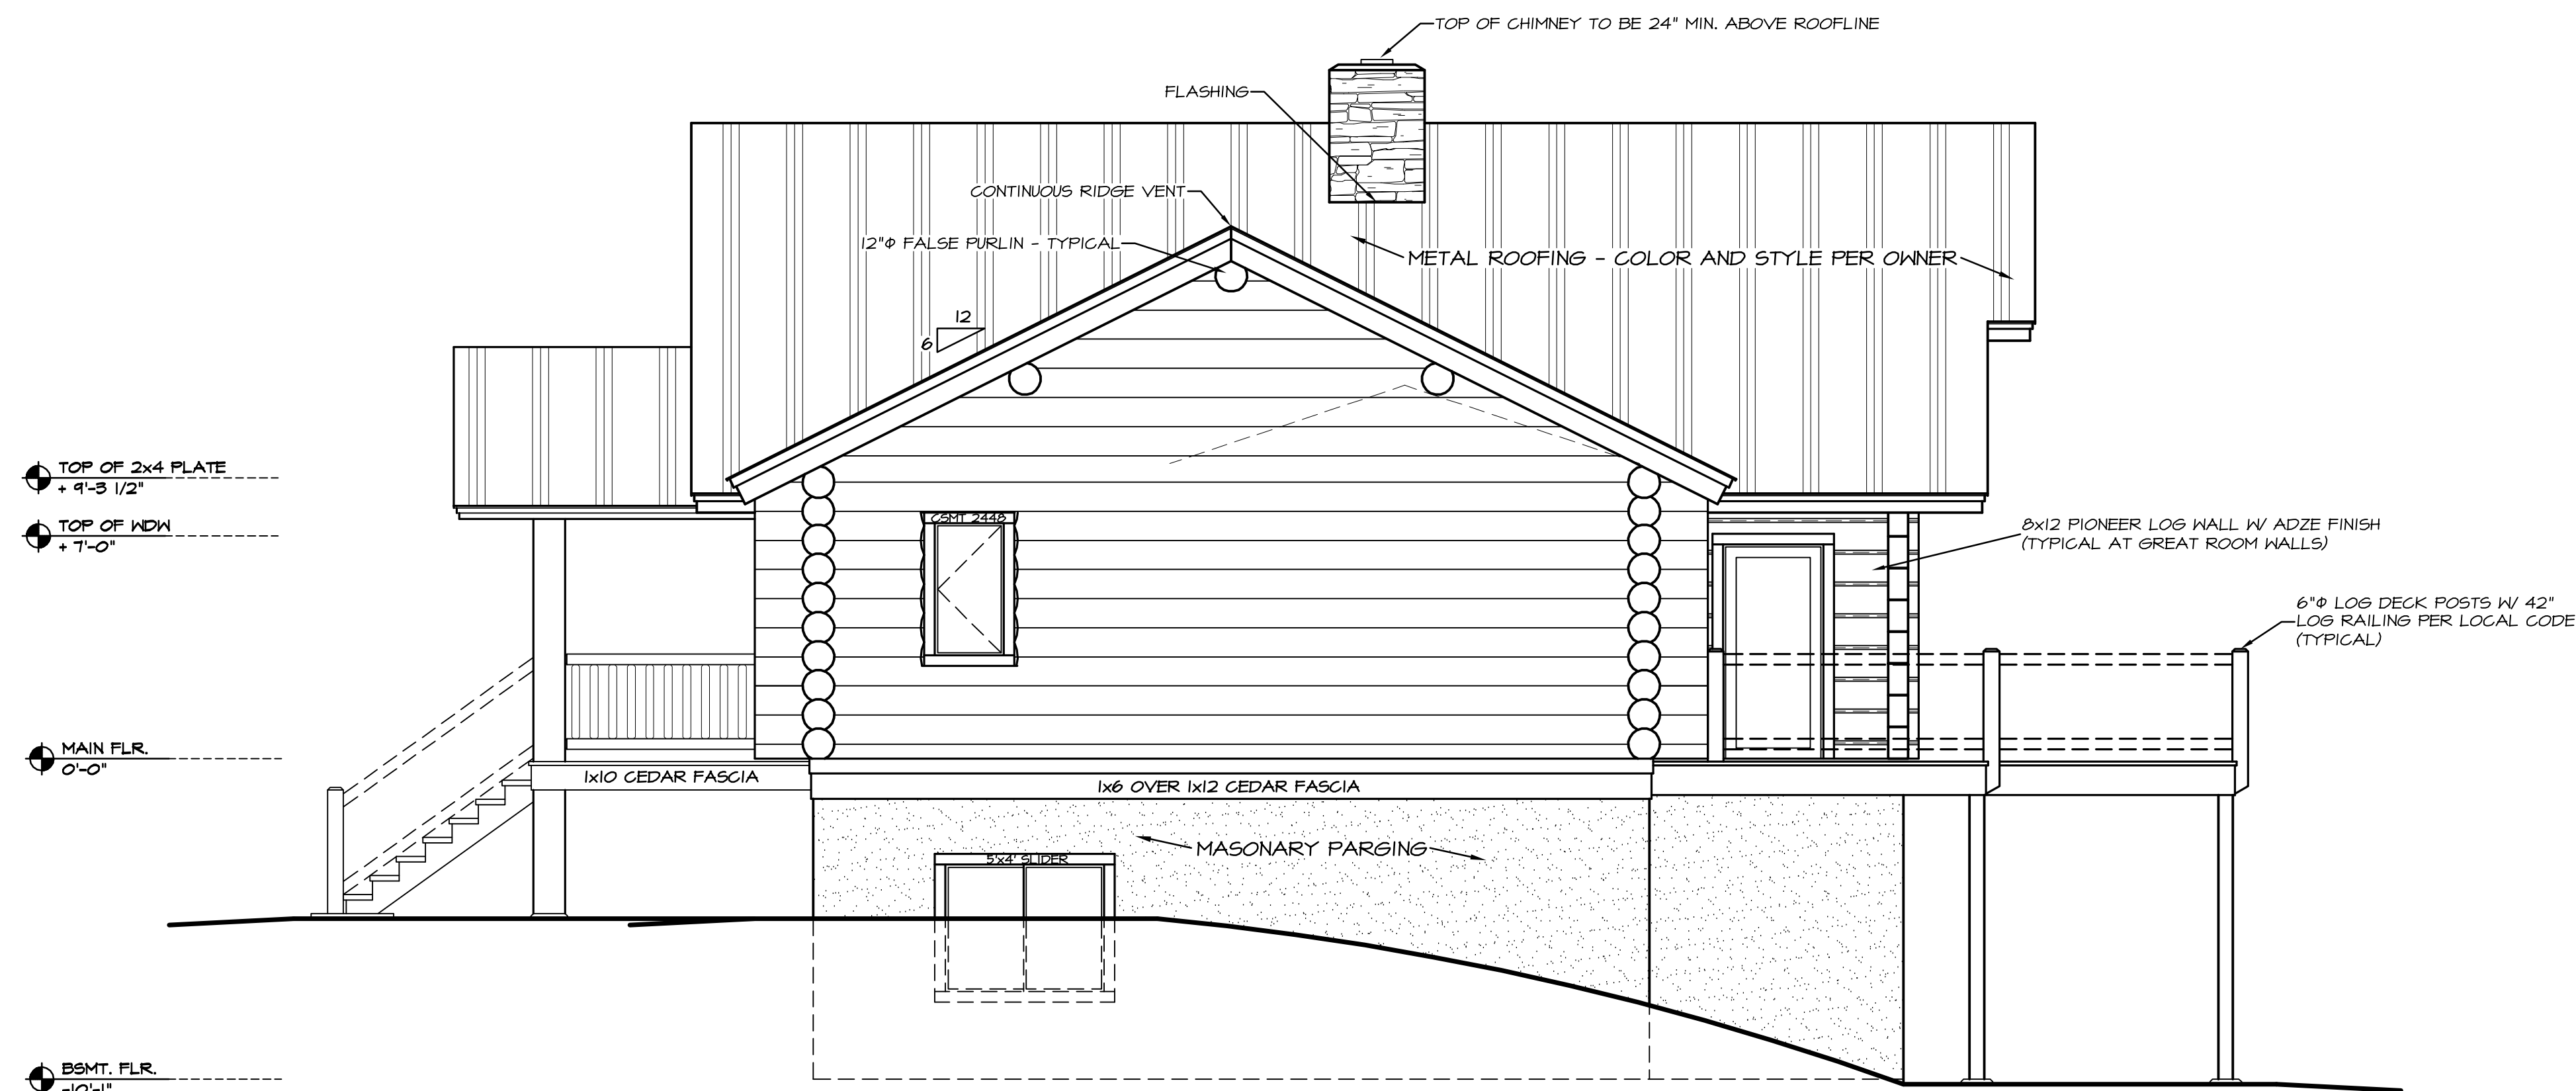 TOP OF CHIMNEY TO BE 24" MIN. ABOVE ROOFLINE
FLASHING
CONTINUOUS RIDGE VENT
12"Φ FALSE PURLIN - TYPICAL
METAL ROOFING - COLOR AND STYLE PER OWNER
12
6
TOP OF 2x4 PLATE
+ 9'-3 1/2"
TOP OF WDW
+ 7'-0"
CSMT 2448
8x12 PIONEER LOG WALL W/ ADZE FINISH
(TYPICAL AT GREAT ROOM WALLS)
6"Φ LOG DECK POSTS W/ 42"
LOG RAILING PER LOCAL CODE
(TYPICAL)
MAIN FLR.
0'-0"
1x10 CEDAR FASCIA
1x6 OVER 1x12 CEDAR FASCIA
MASONARY PARGING
5'x4' SLIDER
BSMT. FLR.
-10'-1"